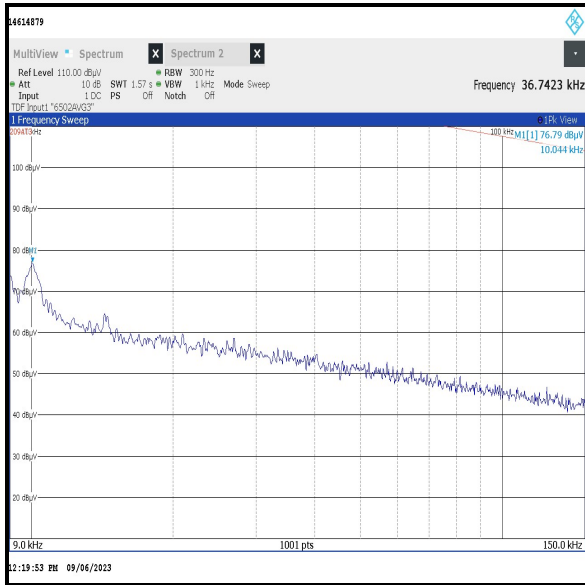 14614879
MultiView Spectrum X Spectrum 2 X
Ref Level 110.00 dBµV RBW 300 Hz
Att 10 dB SWT 1.57 s VBW 1 kHz Mode Sweep Frequency 36.7423 kHz
Input 1 DC PS Off Notch Off
TDF Input1 "6502AVG3"
1 Frequency Sweep 1Pk View
100 kHz M1[1] 76.79 dBµV
10.044 kHz
100 dBµV
90 dBµV
80 dBµV
M1
70 dBµV
60 dBµV
50 dBµV
40 dBµV
30 dBµV
20 dBµV
9.0 kHz 1001 pts 150.0 kHz
12:19:53 PM 09/06/2023